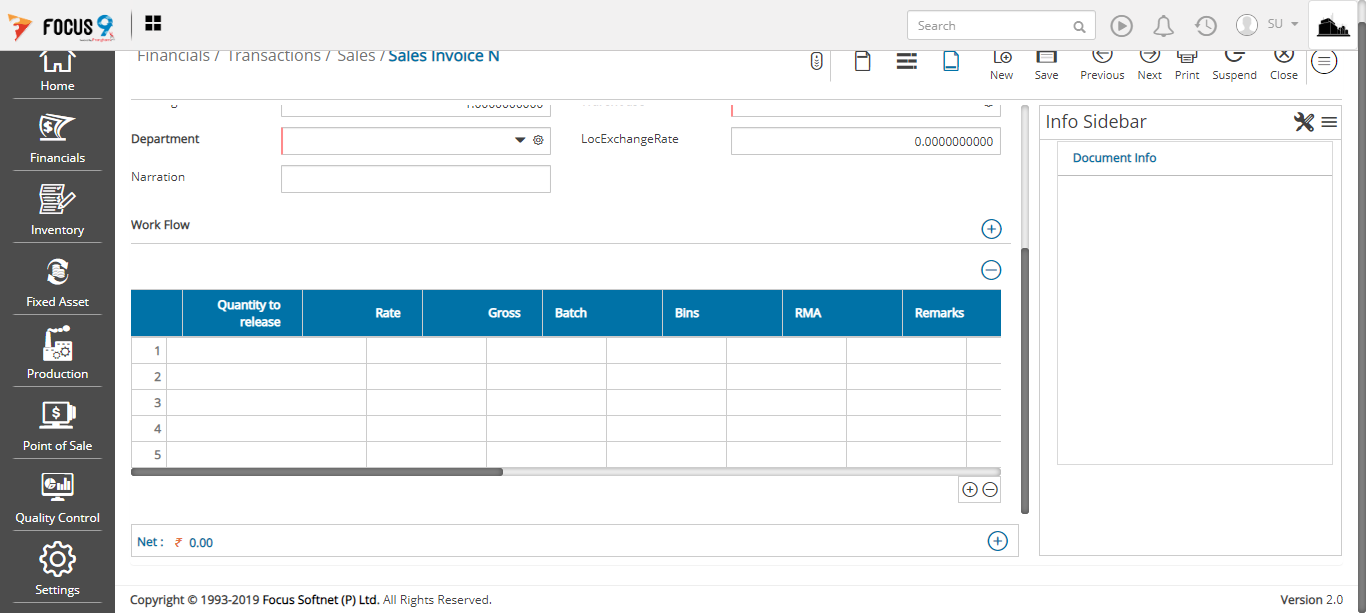 FOCUS 9
Search
SU
Financials / Transactions / Sales / Sales Invoice N
New
Save
Previous
Next
Print
Suspend
Close
Home
Financials
Inventory
Fixed Asset
Production
Point of Sale
Quality Control
Settings
1.0000000000
Department
LocExchangeRate
0.0000000000
Narration
Work Flow
Quantity to
release
Rate
Gross
Batch
Bins
RMA
Remarks
1
2
3
4
5
Net : ₹ 0.00
Info Sidebar
Document Info
Copyright © 1993-2019 Focus Softnet (P) Ltd. All Rights Reserved.
Version 2.0